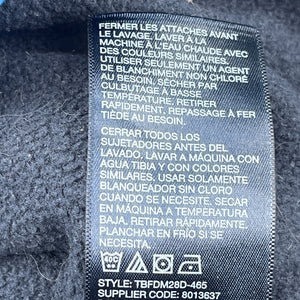 FERMER LES ATTACHES AVANT
LE LAVAGE, LAVER À LA
MACHINE À L'EAU CHAUDE AVEC
DES COULEURS SIMILAIRES.
UTILISER SEULEMENT UN AGENT
DE BLANCHIMENT NON CHLORÉ
AU BESOIN. SÉCHER PAR
CULBUTAGE À BASSE
TEMPÉRATURE. RETIRER
RAPIDEMENT, REPASSAGE À FER
TIÈDE AU BESOIN.
CERRAR TODOS LOS
SUJETADORES ANTES DEL
LAVADO, LAVAR A MÁQUINA CON
AGUA TIBIA Y CON COLORES
SIMILARES. USAR SOLAMENTE
BLANQUEADOR SIN CLORO
CUANDO SE NECESITE. SECAR
EN MÁQUINA A TEMPERATURA
BAJA. RETIRAR RÁPIDAMENTE.
PLANCHAR EN FRÍO SI SE
NECESITA.
STYLE: TBFDM28D-465
SUPPLIER CODE: 8013637